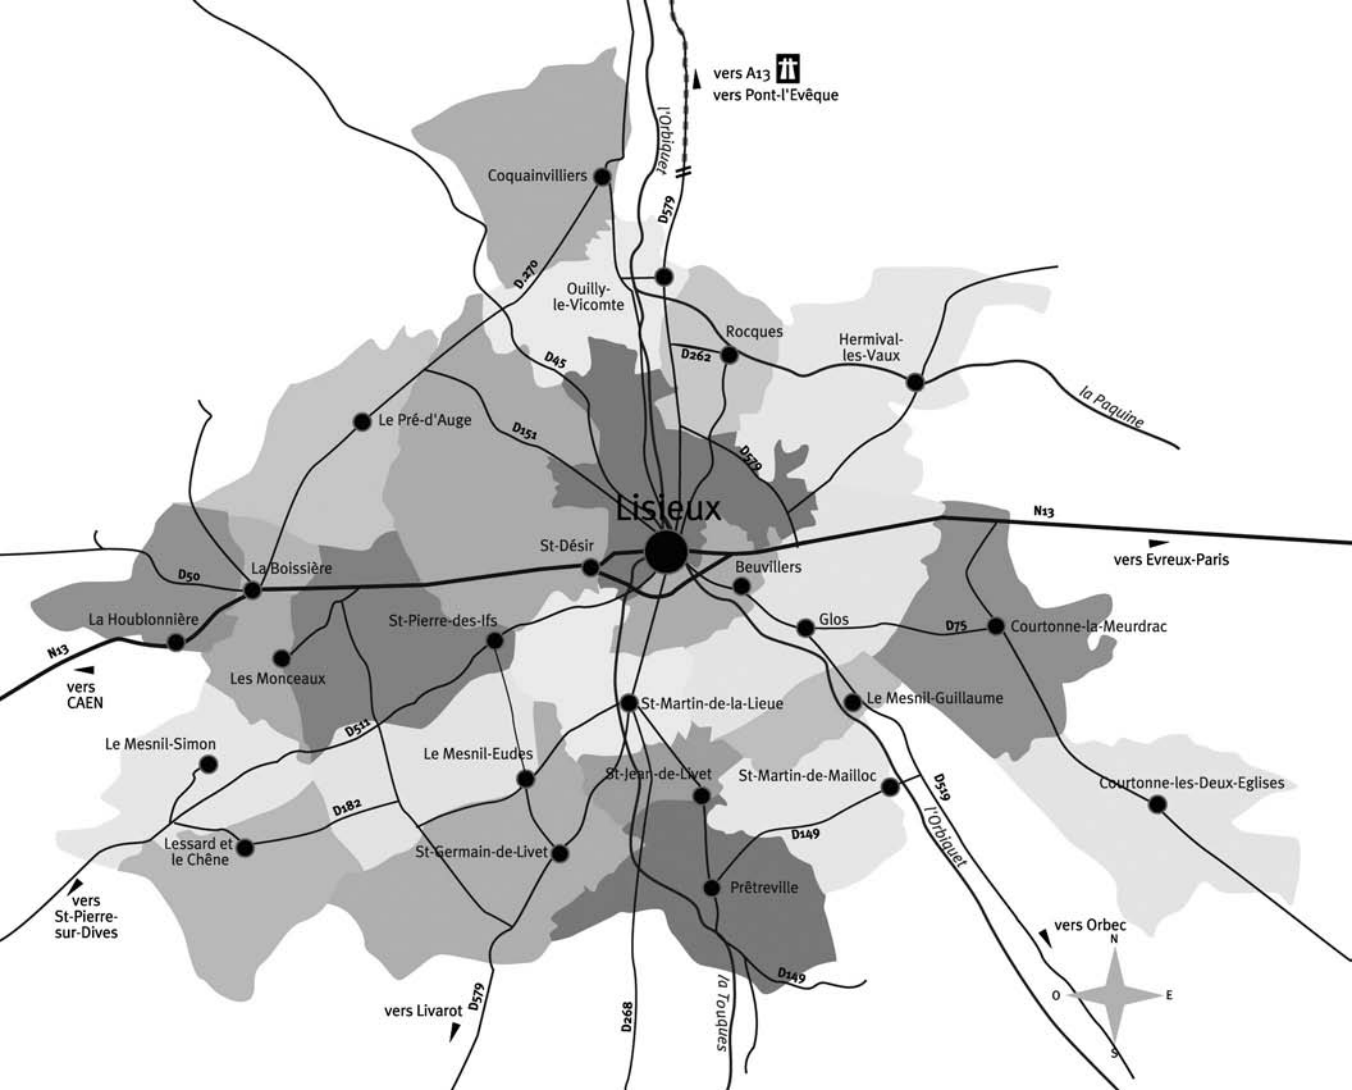 vers A13
vers Pont-l'Evêque
l'Orbiquet
Coquainvilliers
D579
D.270
Ouilly-
le-Vicomte
Rocques
D262
Hermival-
les-Vaux
D45
la Paquine
Le Pré-d'Auge
D151
D579
Lisieux
N13
vers Evreux-Paris
St-Désir
Beuvillers
La Boissière
D50
La Houblonnière
St-Pierre-des-Ifs
Glos
D75
Courtonne-la-Meurdrac
N13
vers
CAEN
Les Monceaux
St-Martin-de-la-Lieue
Le Mesnil-Guillaume
D511
Le Mesnil-Simon
Le Mesnil-Eudes
St-Jean-de-Livet
St-Martin-de-Mailloc
D519
Courtonne-les-Deux-Eglises
D182
l'Orbiquet
D149
Lessard et
le Chêne
St-Germain-de-Livet
Prêtreville
vers
St-Pierre-
sur-Dives
vers Orbec
N
O
E
S
D149
vers Livarot
D579
D268
la Touques